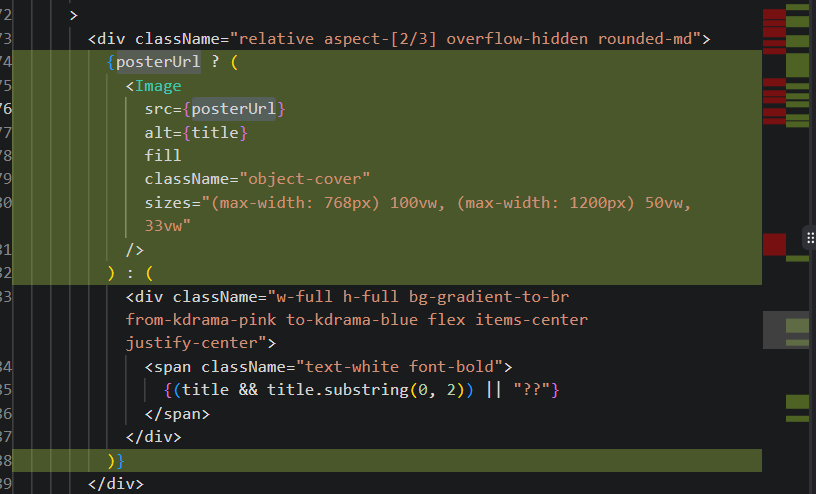 72 >
73 <div className="relative aspect-[2/3] overflow-hidden rounded-md">
74 {posterUrl ? (
75 <Image
76 src={posterUrl}
77 alt={title}
78 fill
79 className="object-cover"
80 sizes="(max-width: 768px) 100vw, (max-width: 1200px) 50vw,
33vw"
81 />
82 ) : (
83 <div className="w-full h-full bg-gradient-to-br
from-kdrama-pink to-kdrama-blue flex items-center
justify-center">
84 <span className="text-white font-bold">
85 {(title && title.substring(0, 2)) || "??"}
86 </span>
87 </div>
88 )}
89 </div>